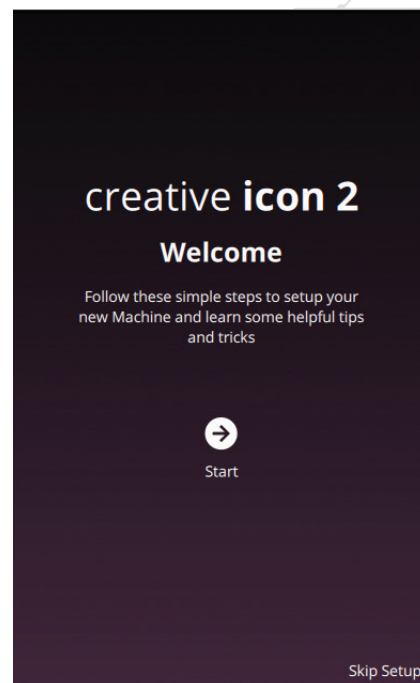 creative icon 2
Welcome
Follow these simple steps to setup your
new Machine and learn some helpful tips
and tricks
Start
Skip Setup